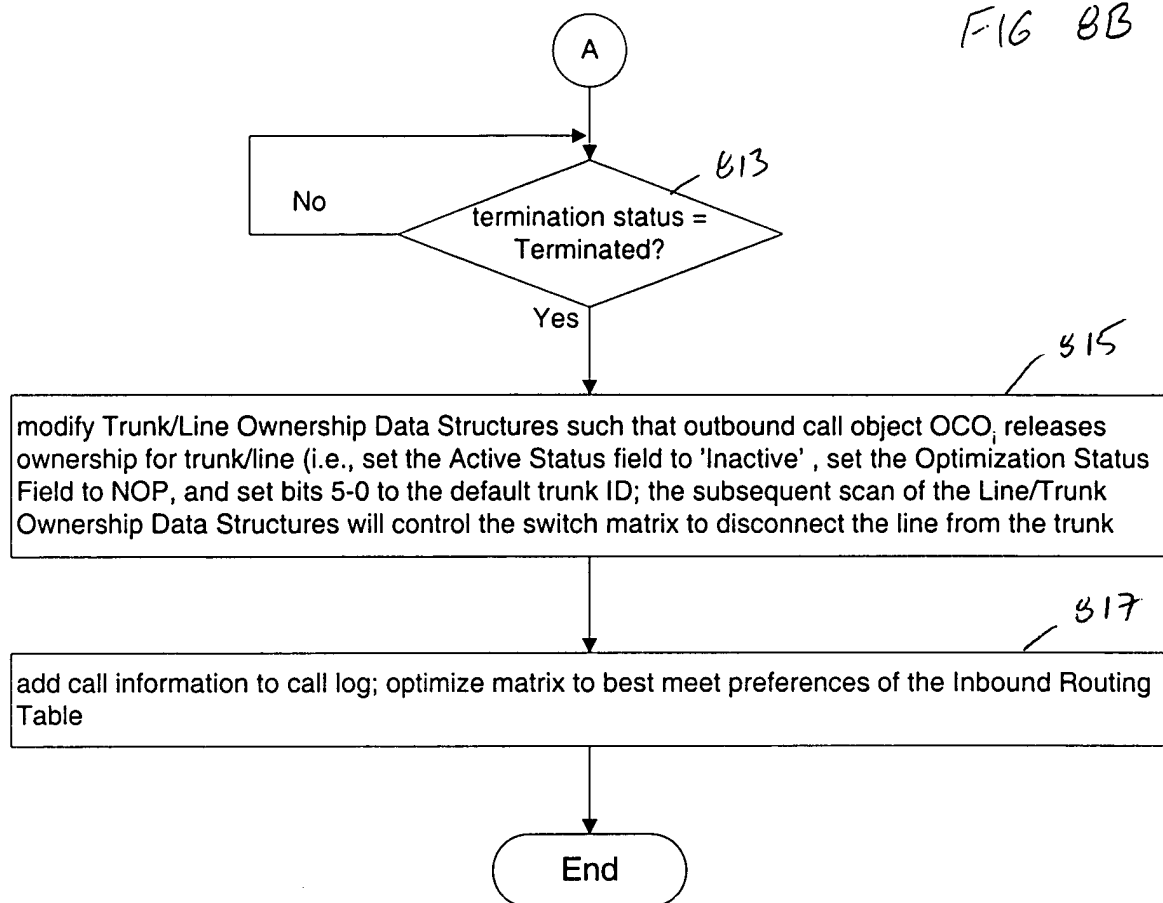 FIG 8B
A
813
No
termination status =
Terminated?
Yes
815
modify Trunk/Line Ownership Data Structures such that outbound call object OCOi releases
ownership for trunk/line (i.e., set the Active Status field to 'Inactive' , set the Optimization Status
Field to NOP, and set bits 5-0 to the default trunk ID; the subsequent scan of the Line/Trunk
Ownership Data Structures will control the switch matrix to disconnect the line from the trunk
817
add call information to call log; optimize matrix to best meet preferences of the Inbound Routing
Table
End